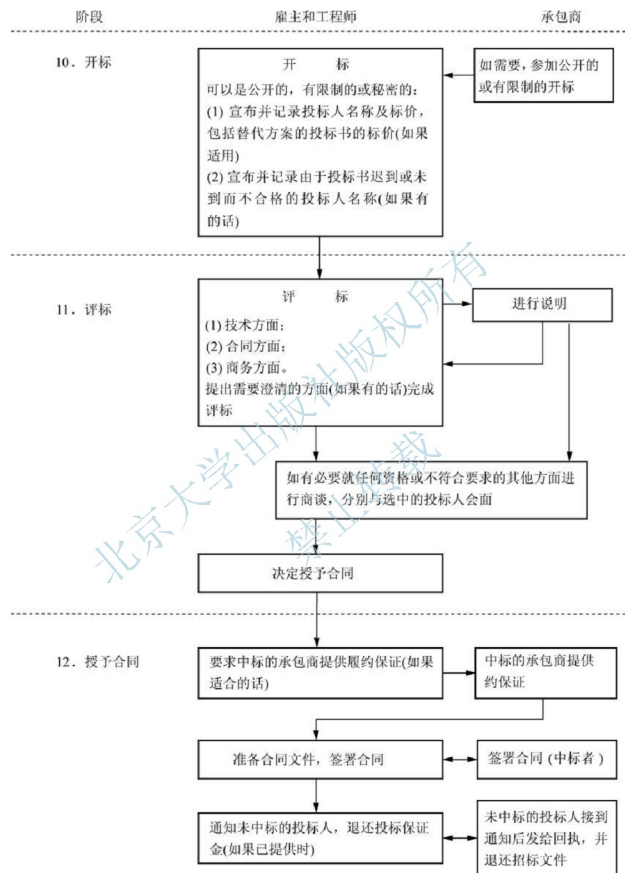 阶段 雇主和工程师 承包商
10．开标
开 标
可以是公开的，有限制的或秘密的：
(1) 宣布并记录投标人名称及标价，
包括替代方案的投标书的标价(如果
适用)
(2) 宣布并记录由于投标书迟到或未
到而不合格的投标人名称(如果有
的话)
如需要，参加公开的
或有限制的开标
11．评标
评 标
(1) 技术方面；
(2) 合同方面；
(3) 商务方面。
提出需要澄清的方面(如果有的话)完成
评标
进行说明
如有必要就任何资格或不符合要求的其他方面进
行商谈，分别与选中的投标人会面
决定授予合同
12．授予合同
要求中标的承包商提供履约保证(如果
适合的话)
中标的承包商提供
约保证
准备合同文件，签署合同
签署合同 (中标者 )
通知未中标的投标人，退还投标保证
金(如果已提供时)
未中标的投标人接到
通知后发给回执，并
退还招标文件
北京大学出版社版权所有
禁止转载